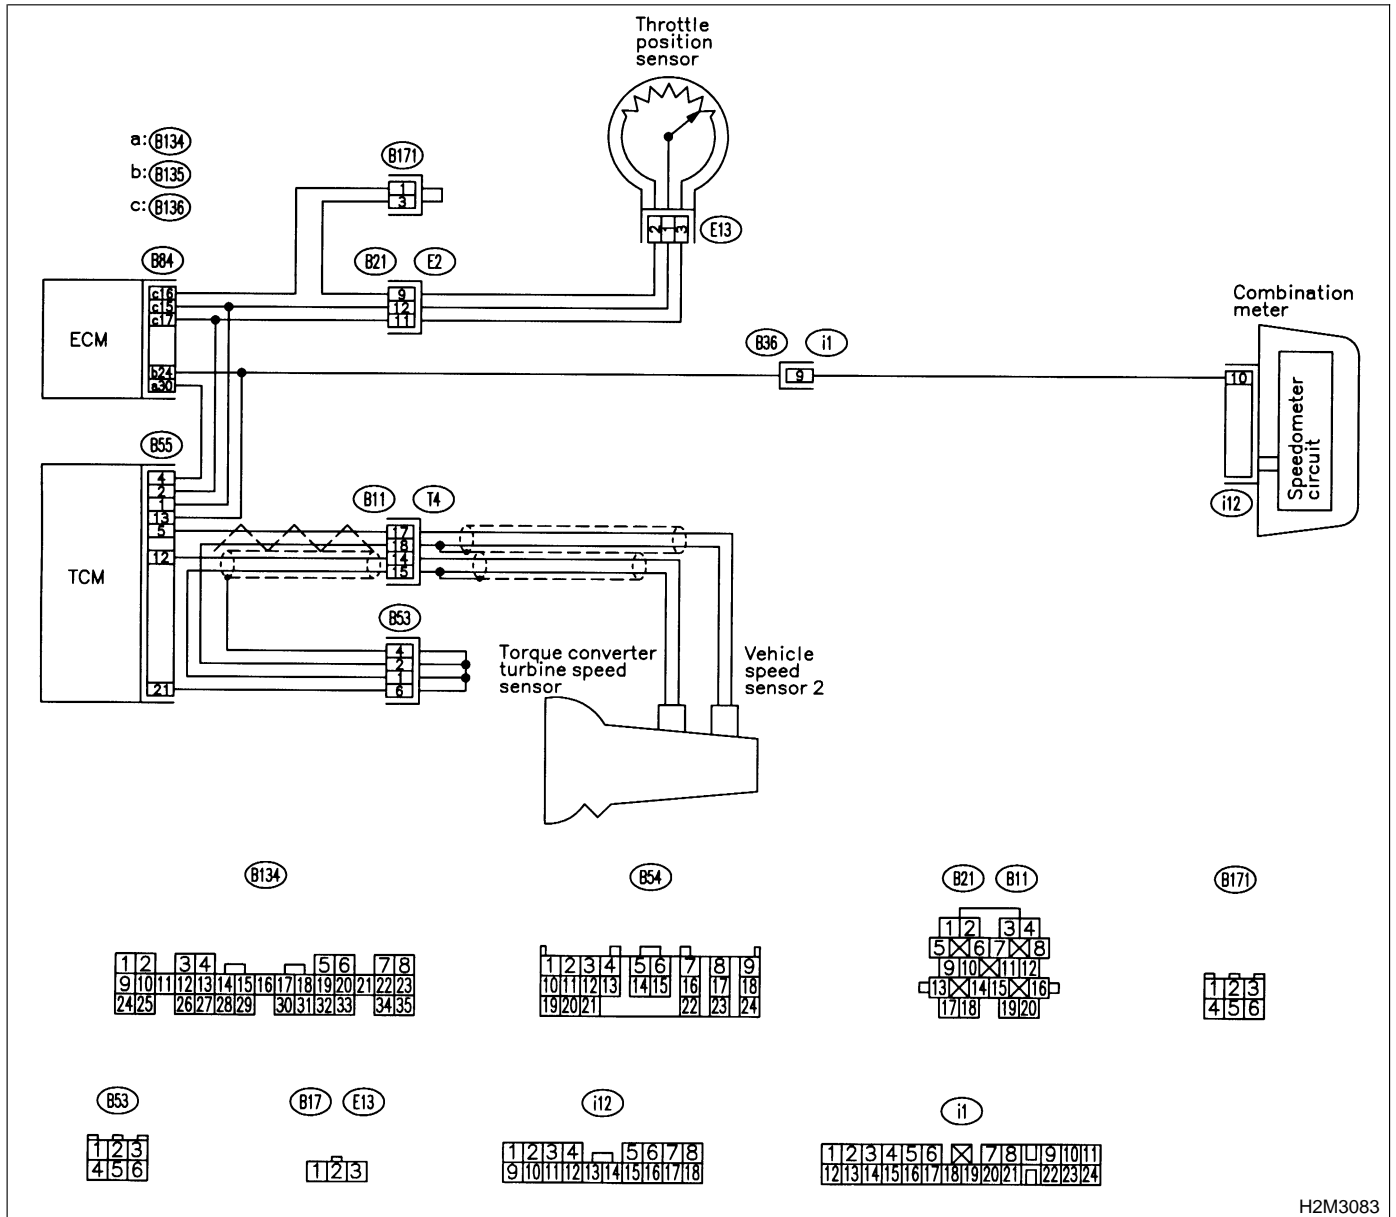 Throttle
position
sensor
a: B134
b: B135
c: B136
B171
1
3
E13
2 1 3
B84
B21 E2
c16
c15
c17
b24
a30
ECM
9
12
11
B36 i1
9
Combination
meter
10
Speedometer
circuit
i12
B55
4
2
1
13
5
12
21
TCM
B11 T4
17
18
14
15
B53
4
2
1
6
Torque converter
turbine speed
sensor
Vehicle
speed
sensor 2
B134
1 2 3 4 5 6 7 8
9 10 11 12 13 14 15 16 17 18 19 20 21 22 23
24 25 26 27 28 29 30 31 32 33 34 35
B54
1 2 3 4 5 6 7 8 9
10 11 12 13 14 15 16 17 18
19 20 21 22 23 24
B21 B11
1 2 3 4
5 6 7 8
9 10 11 12
13 14 15 16
17 18 19 20
B171
1 2 3
4 5 6
B53
1 2 3
4 5 6
B17 E13
1 2 3
i12
1 2 3 4 5 6 7 8
9 10 11 12 13 14 15 16 17 18
i1
1 2 3 4 5 6 7 8 9 10 11
12 13 14 15 16 17 18 19 20 21 22 23 24
H2M3083